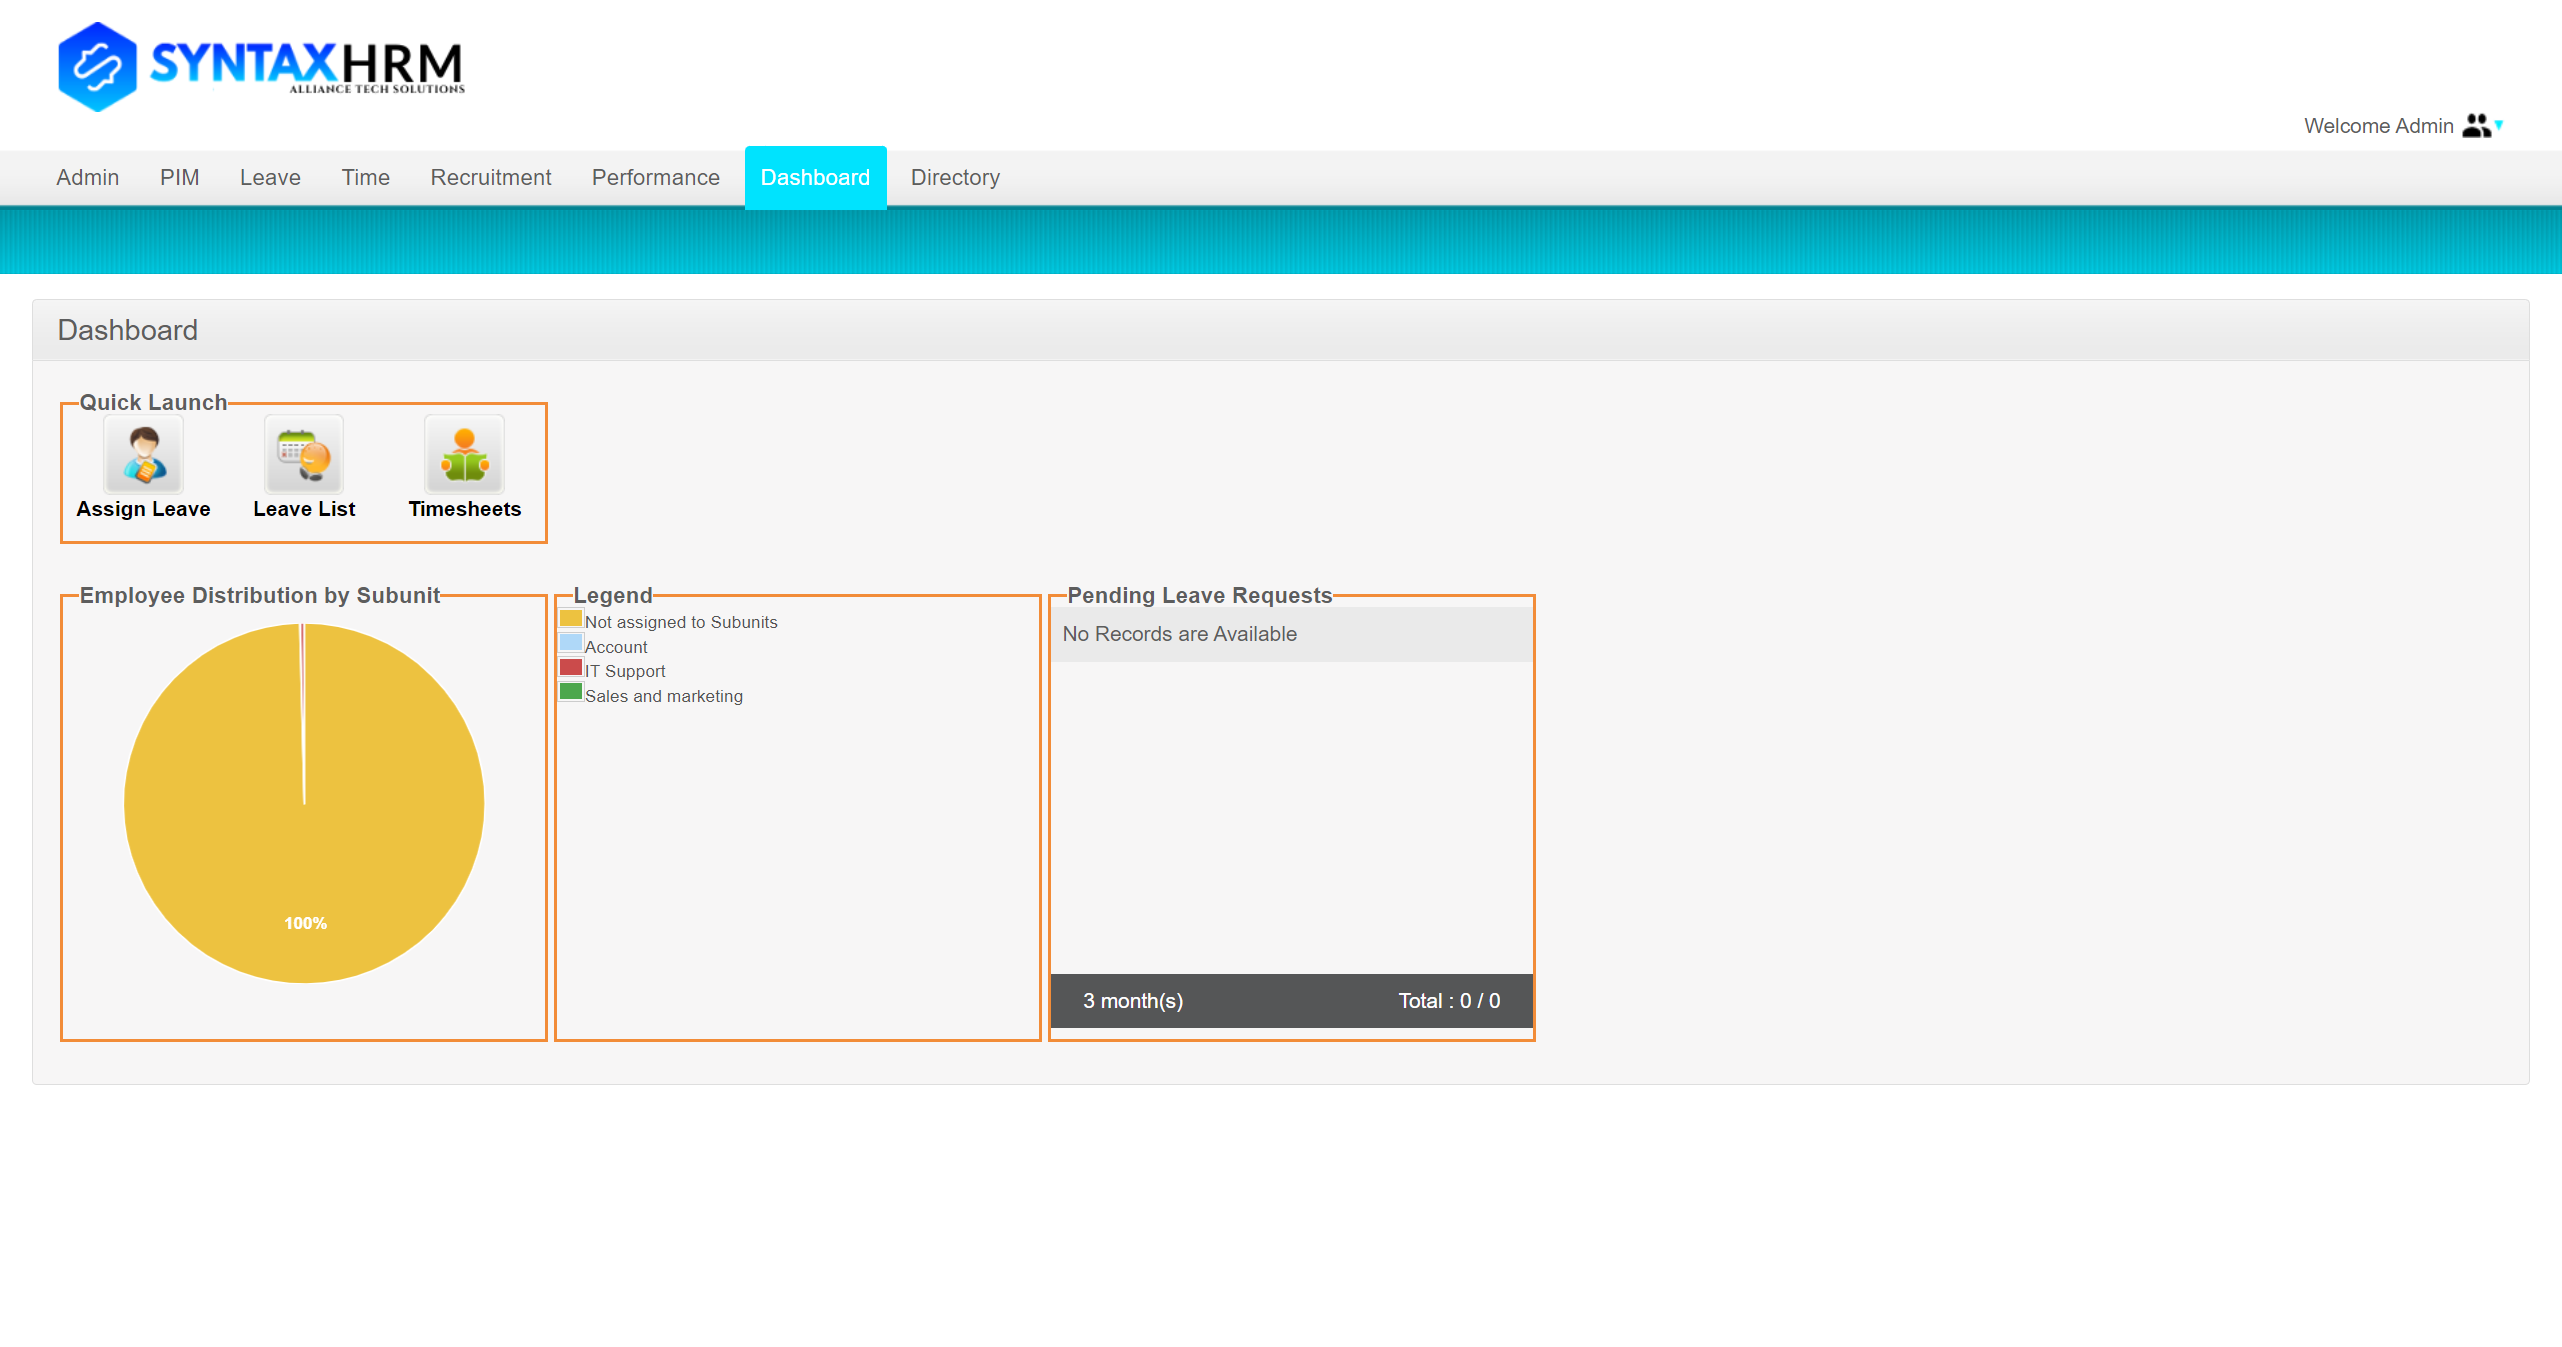 SYNTAXHRM
ALLIANCE TECH SOLUTIONS
Welcome Admin
Admin PIM Leave Time Recruitment Performance Dashboard Directory
Dashboard
Quick Launch
Assign Leave Leave List Timesheets
Employee Distribution by Subunit
100%
Legend
Not assigned to Subunits
Account
IT Support
Sales and marketing
Pending Leave Requests
No Records are Available
3 month(s) Total : 0 / 0